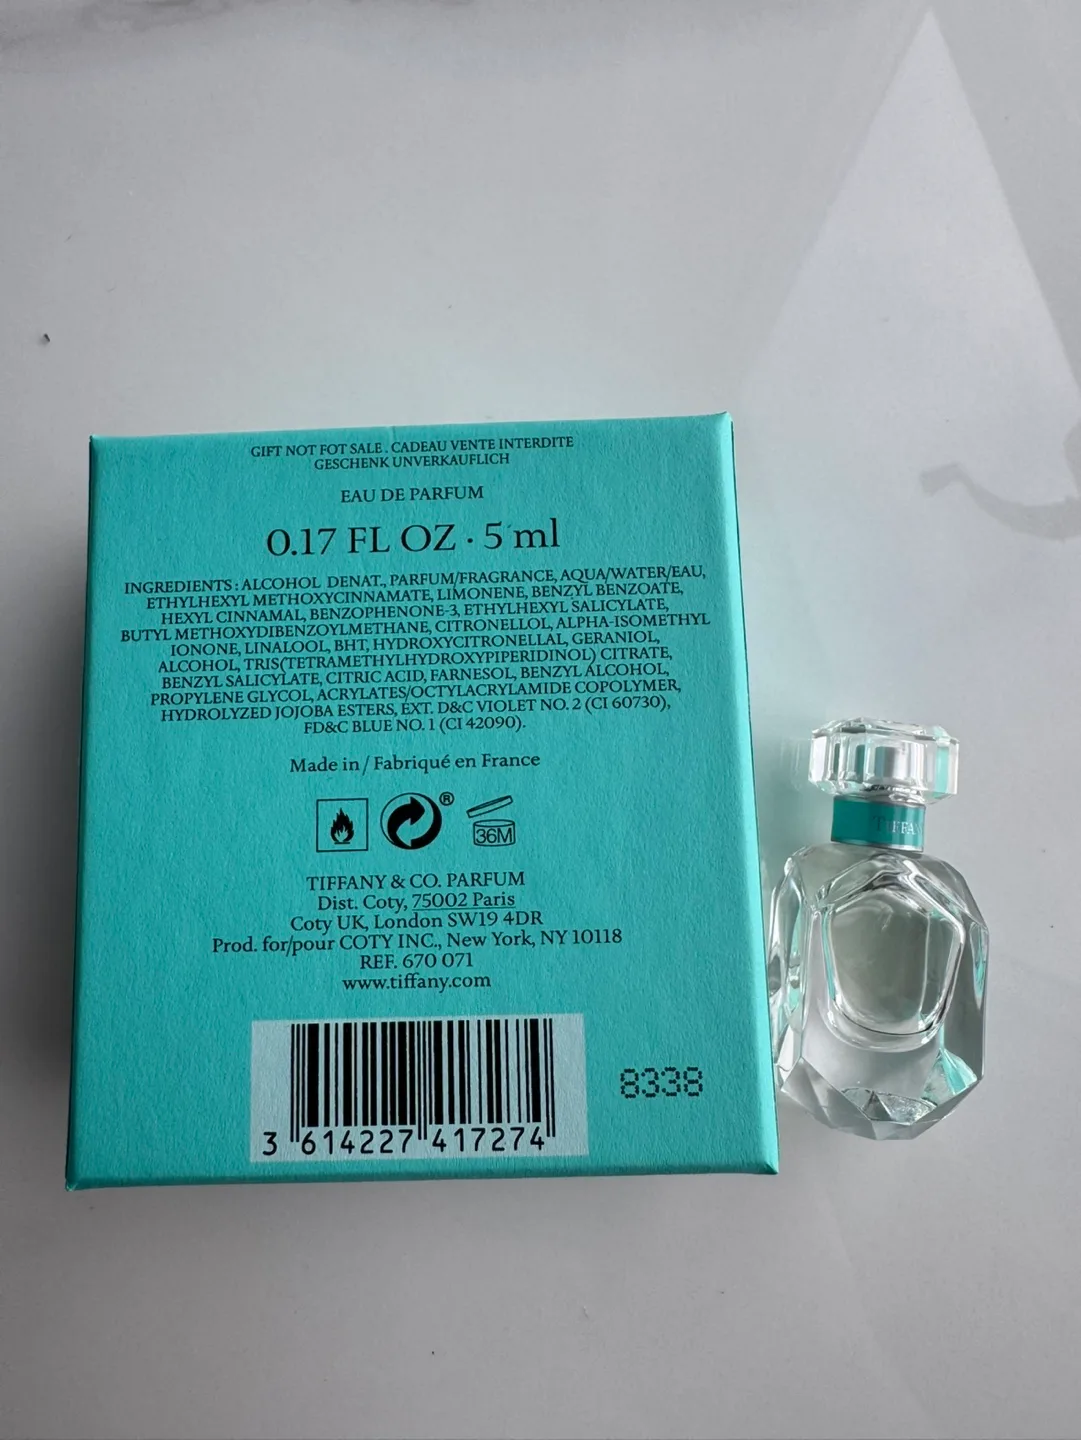 GIFT NOT FOT SALE . CADEAU VENTE INTERDITE
GESCHENK UNVERKAUFLICH
EAU DE PARFUM
0.17 FL OZ · 5 ml
INGREDIENTS : ALCOHOL DENAT., PARFUM/FRAGRANCE, AQUA/WATER/EAU,
ETHYLHEXYL METHOXYCINNAMATE, LIMONENE, BENZYL BENZOATE,
HEXYL CINNAMAL, BENZOPHENONE-3, ETHYLHEXYL SALICYLATE,
BUTYL METHOXYDIBENZOYLMETHANE, CITRONELLOL, ALPHA-ISOMETHYL
IONONE, LINALOOL, BHT, HYDROXYCITRONELLAL, GERANIOL,
ALCOHOL, TRIS(TETRAMETHYLHYDROXYPIPERIDINOL) CITRATE,
BENZYL SALICYLATE, CITRIC ACID, FARNESOL, BENZYL ALCOHOL,
PROPYLENE GLYCOL, ACRYLATES/OCTYLACRYLAMIDE COPOLYMER,
HYDROLYZED JOJOBA ESTERS, EXT. D&C VIOLET NO. 2 (CI 60730),
FD&C BLUE NO. 1 (CI 42090).
Made in / Fabriqué en France
®
36M
TIFFANY & CO. PARFUM
Dist. Coty, 75002 Paris
Coty UK, London SW19 4DR
Prod. for/pour COTY INC., New York, NY 10118
REF. 670 071
www.tiffany.com
8338
3 614227 417274
TIFFA